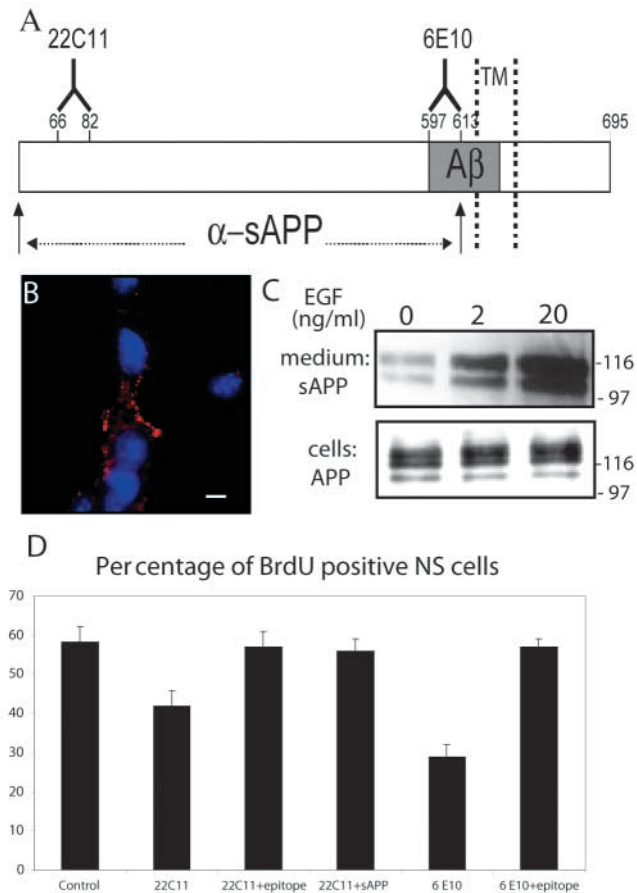 A
22C11
6E10
TM
66 82
597 613
695
Aβ
α-sAPP
B
C
EGF
(ng/ml)
0 2 20
medium:
sAPP
-116
- 97
cells:
APP
-116
- 97
D
Percentage of BrdU positive NS cells
70
60
50
40
30
20
10
0
Control 22C11 22C11+epitope 22C11+sAPP 6 E10 6 E10+epitope